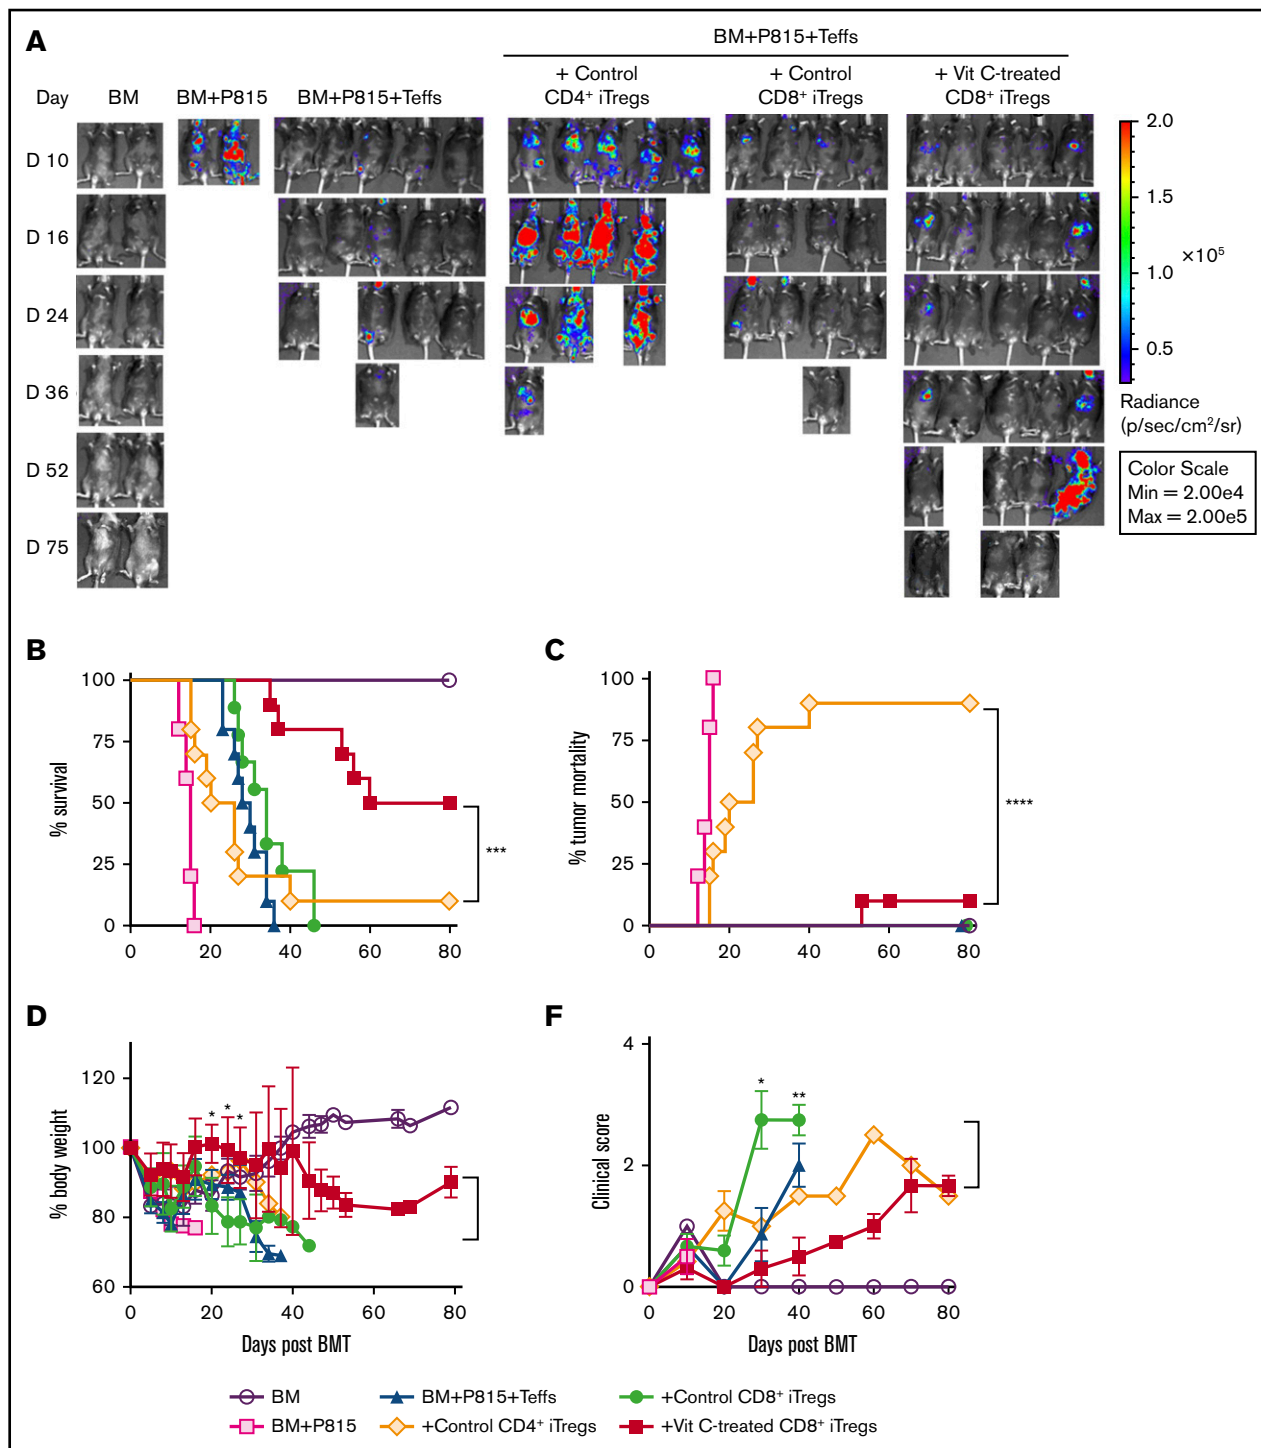 A
BM+P815+Teffs
Day BM BM+P815 BM+P815+Teffs + Control CD4⁺ iTregs + Control CD8⁺ iTregs + Vit C-treated CD8⁺ iTregs
D 10
D 16
D 24
D 36
D 52
D 75
2.0
1.5
×10⁵
1.0
0.5
Radiance
(p/sec/cm²/sr)
Color Scale
Min = 2.00e4
Max = 2.00e5
B
% survival
100
75
50
25
0
0 20 40 60 80
***
C
% tumor mortality
100
75
50
25
0
0 20 40 60 80
****
D
% body weight
120
100
80
60
0 20 40 60 80
* * *
Days post BMT
F
Clinical score
4
2
0
0 20 40 60 80
* **
Days post BMT
BM BM+P815+Teffs +Control CD8⁺ iTregs
BM+P815 +Control CD4⁺ iTregs +Vit C-treated CD8⁺ iTregs